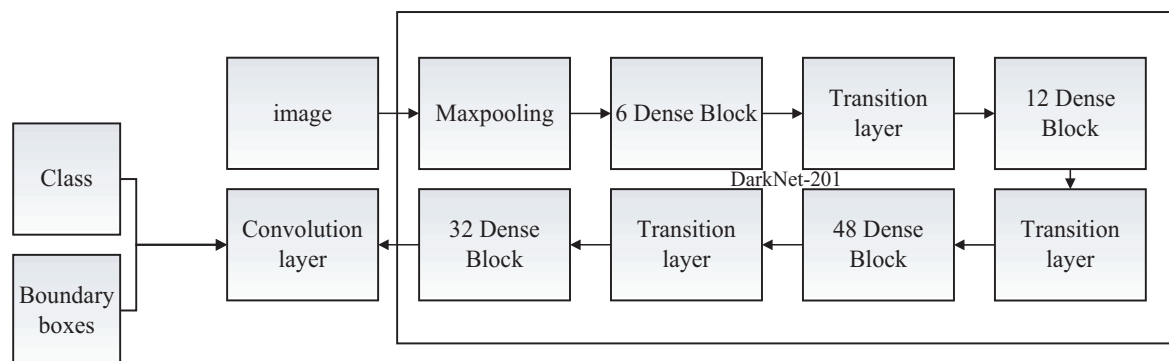 image
Maxpooling
6 Dense Block
Transition
layer
12 Dense
Block
DarkNet-201
Class
Boundary
boxes
Convolution
layer
32 Dense
Block
Transition
layer
48 Dense
Block
Transition
layer